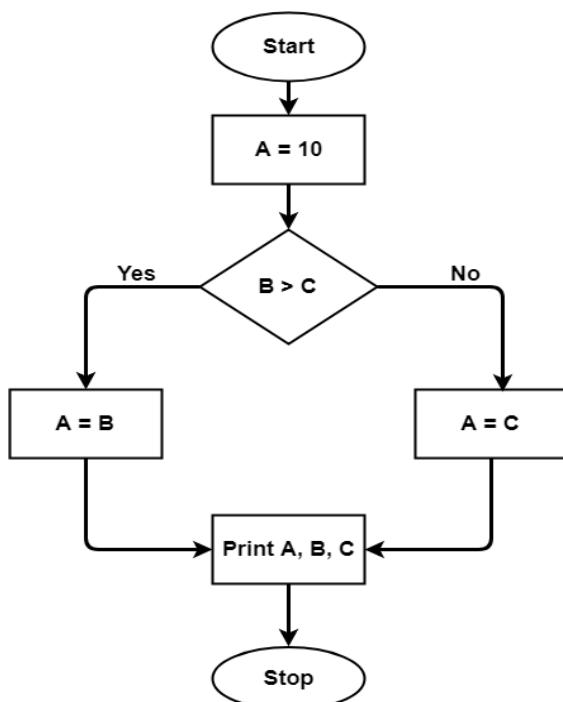 Start
A = 10
B > C
Yes
No
A = B
A = C
Print A, B, C
Stop